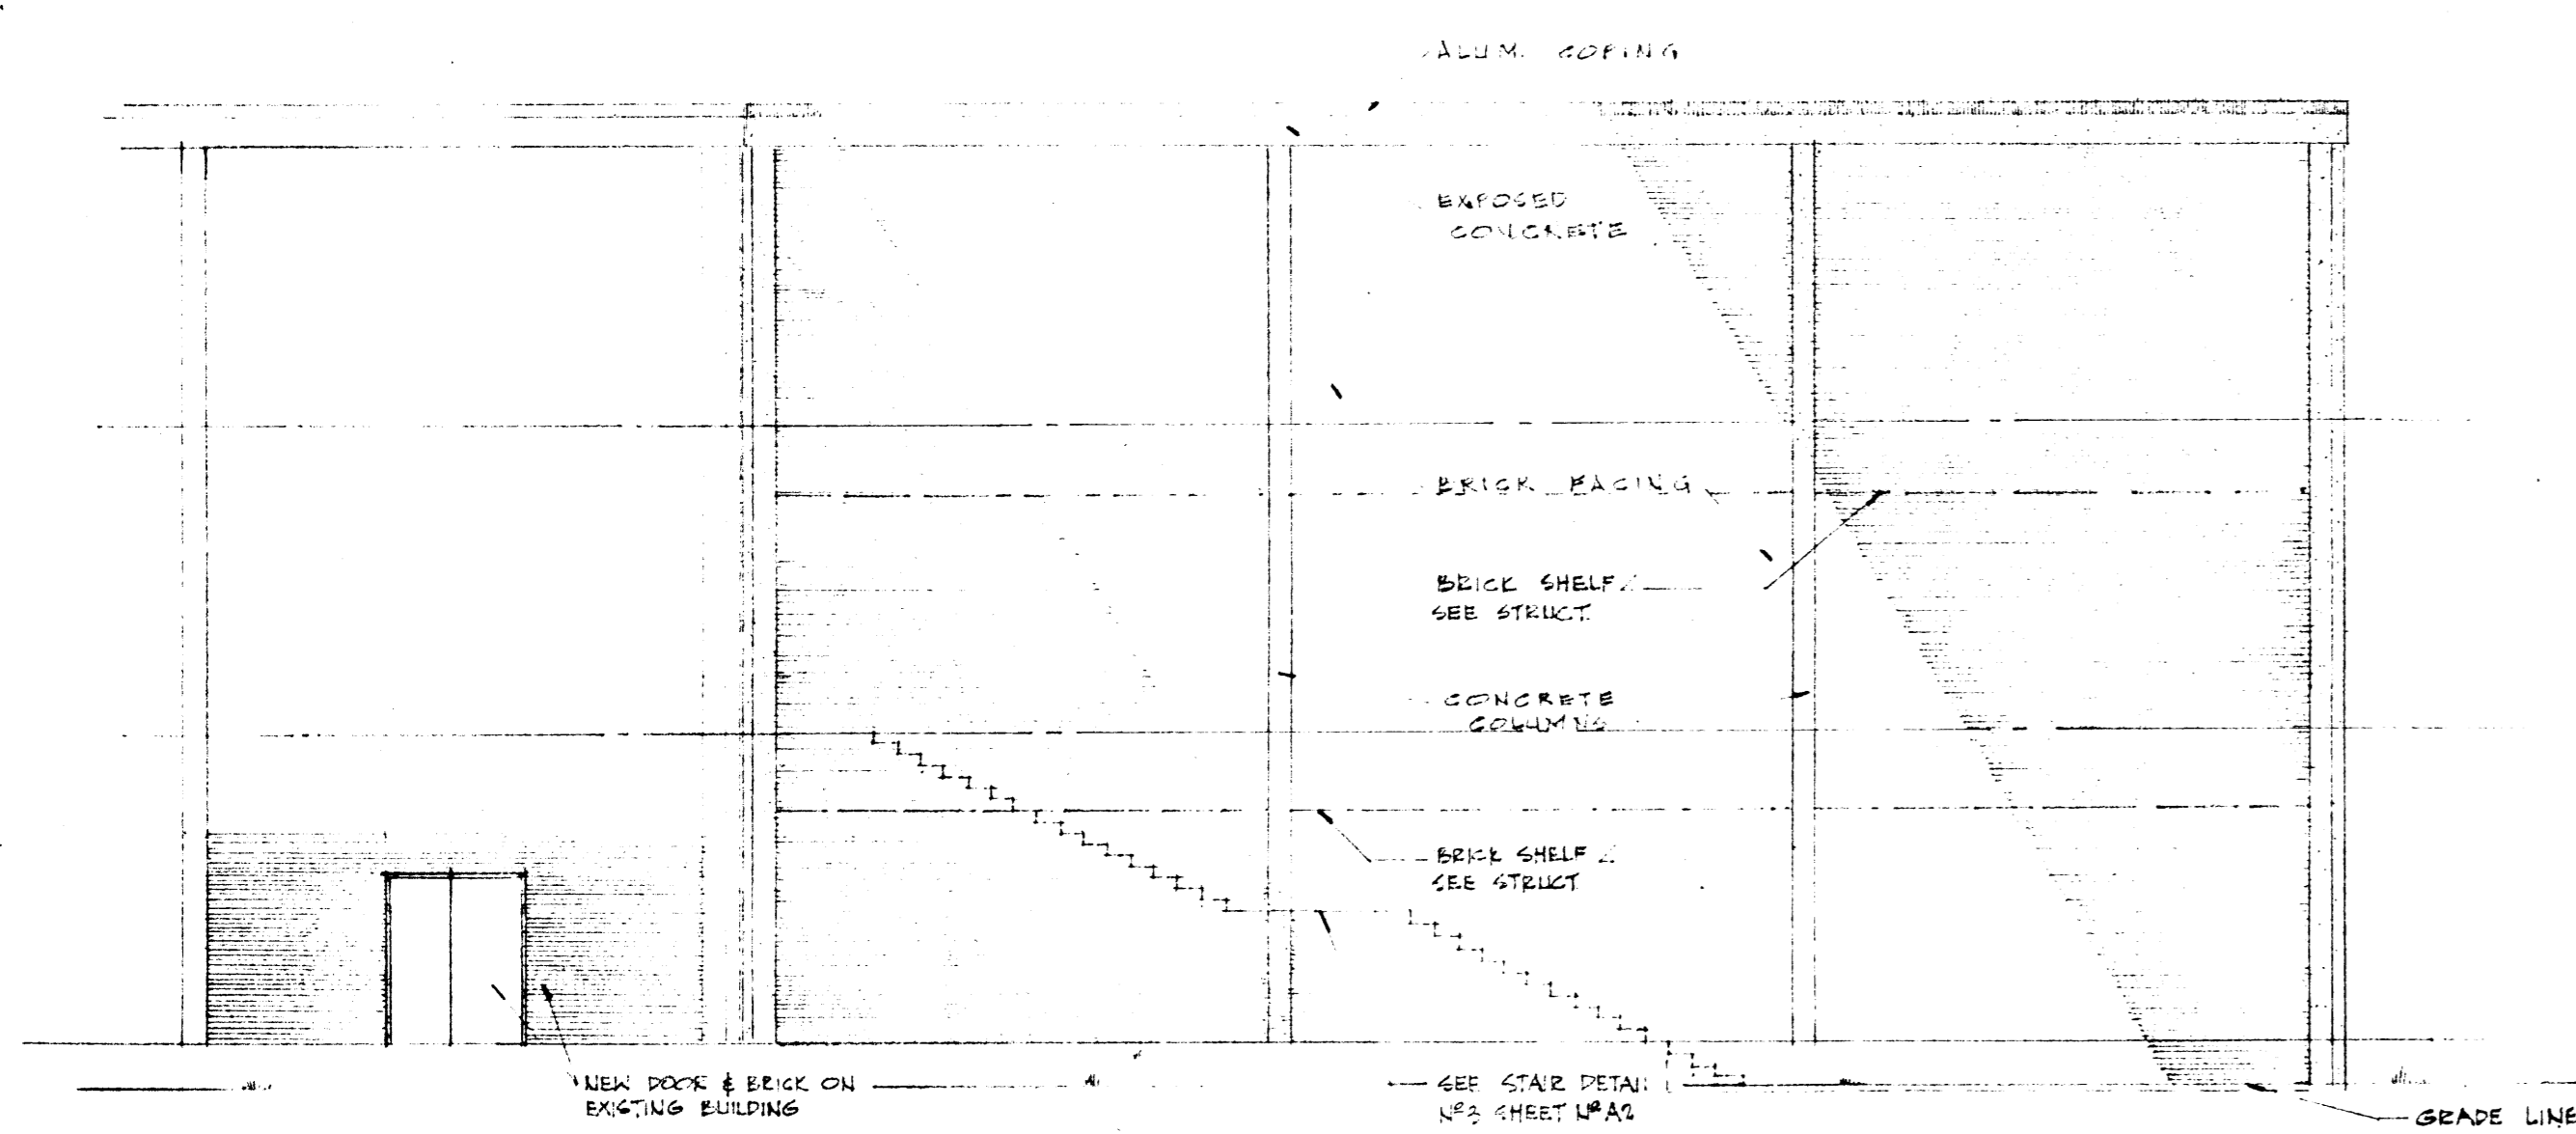 ALUM. COPING
EXPOSED
CONCRETE
BRICK FACING
BRICK SHELF
SEE STRUCT.
CONCRETE
COLUMNS
BRICK SHELF
SEE STRUCT
NEW DOOR & BRICK ON
EXISTING BUILDING
SEE STAIR DETAIL
Nº3 SHEET Nº A2
GRADE LINE